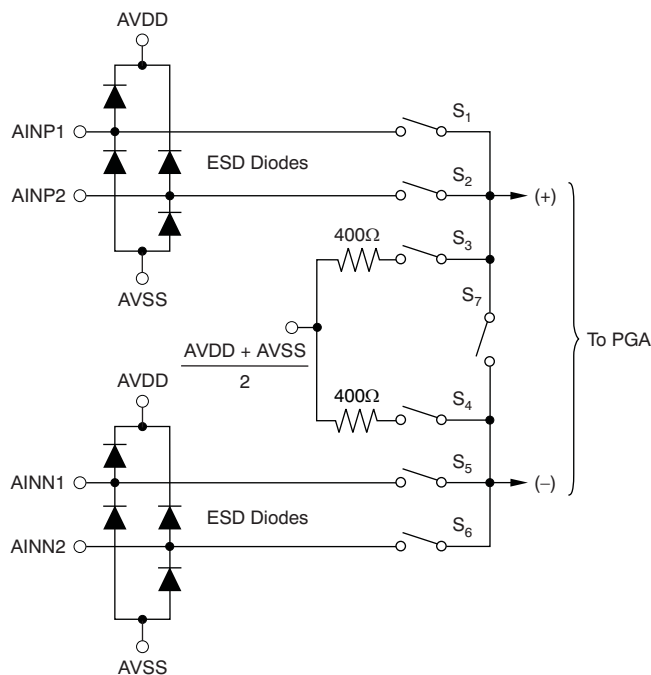 AVDD
AINP1
S1
ESD Diodes
AINP2
S2
(+)
400Ω
S3
AVSS
S7
To PGA
AVDD + AVSS
2
AVDD
400Ω
S4
AINN1
S5
(−)
ESD Diodes
AINN2
S6
AVSS